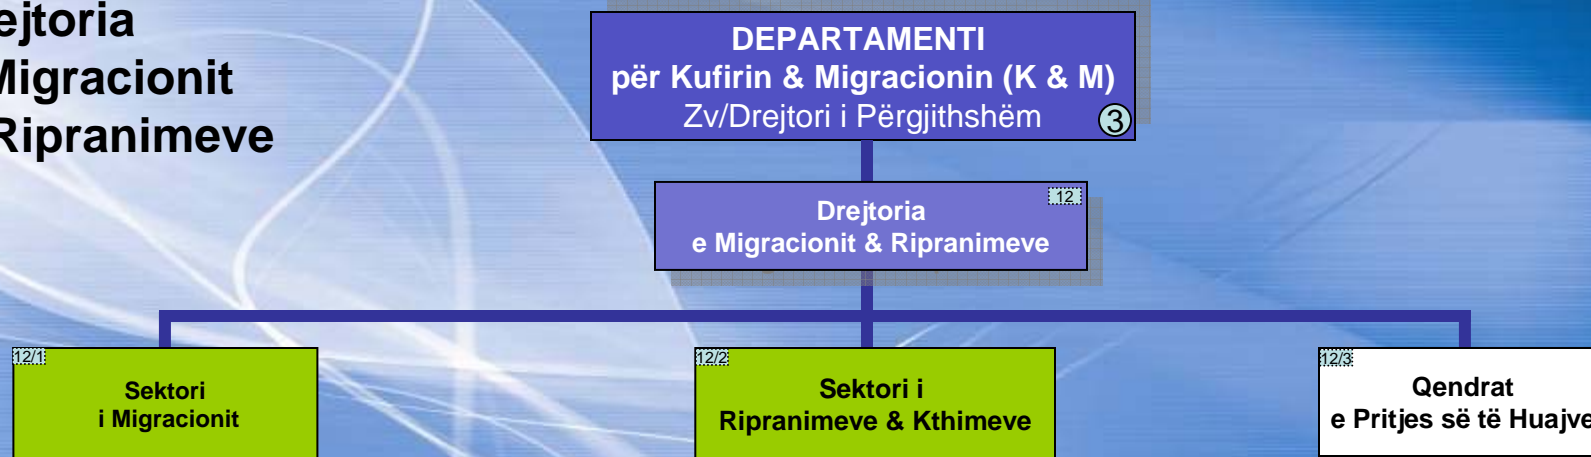 ejtoria
Migracionit
Ripranimeve
DEPARTAMENTI
për Kufirin & Migracionin (K & M)
Zv/Drejtori i Përgjithshëm
3
12
Drejtoria
e Migracionit & Ripranimeve
12/1
Sektori
i Migracionit
12/2
Sektori i
Ripranimeve & Kthimeve
12/3
Qendrat
e Pritjes së të Huajve